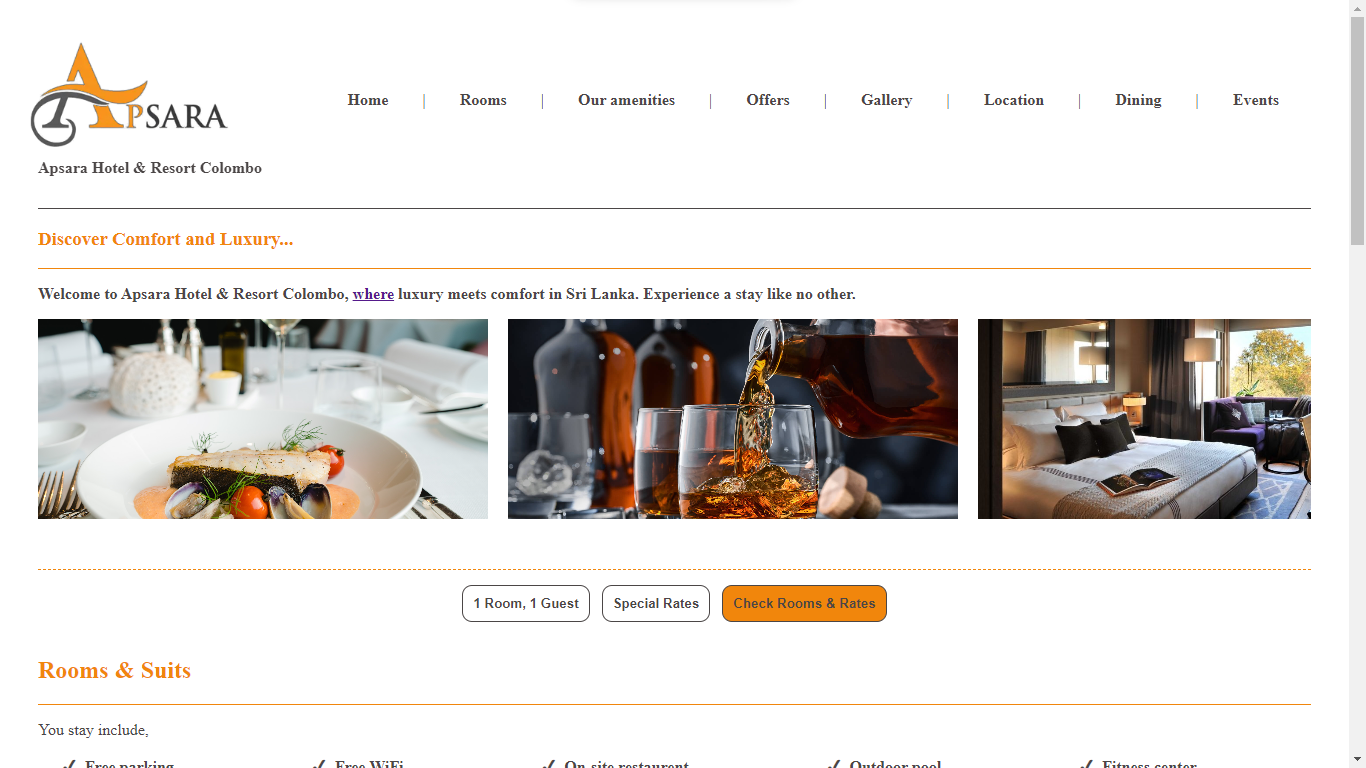 APSARA
Home | Rooms | Our amenities | Offers | Gallery | Location | Dining | Events
Apsara Hotel & Resort Colombo
Discover Comfort and Luxury...
Welcome to Apsara Hotel & Resort Colombo, where luxury meets comfort in Sri Lanka. Experience a stay like no other.
1 Room, 1 Guest Special Rates Check Rooms & Rates
Rooms & Suits
You stay include,
✔ Free parking ✔ Free WiFi ✔ On-site restaurent ✔ Outdoor pool ✔ Fitness center